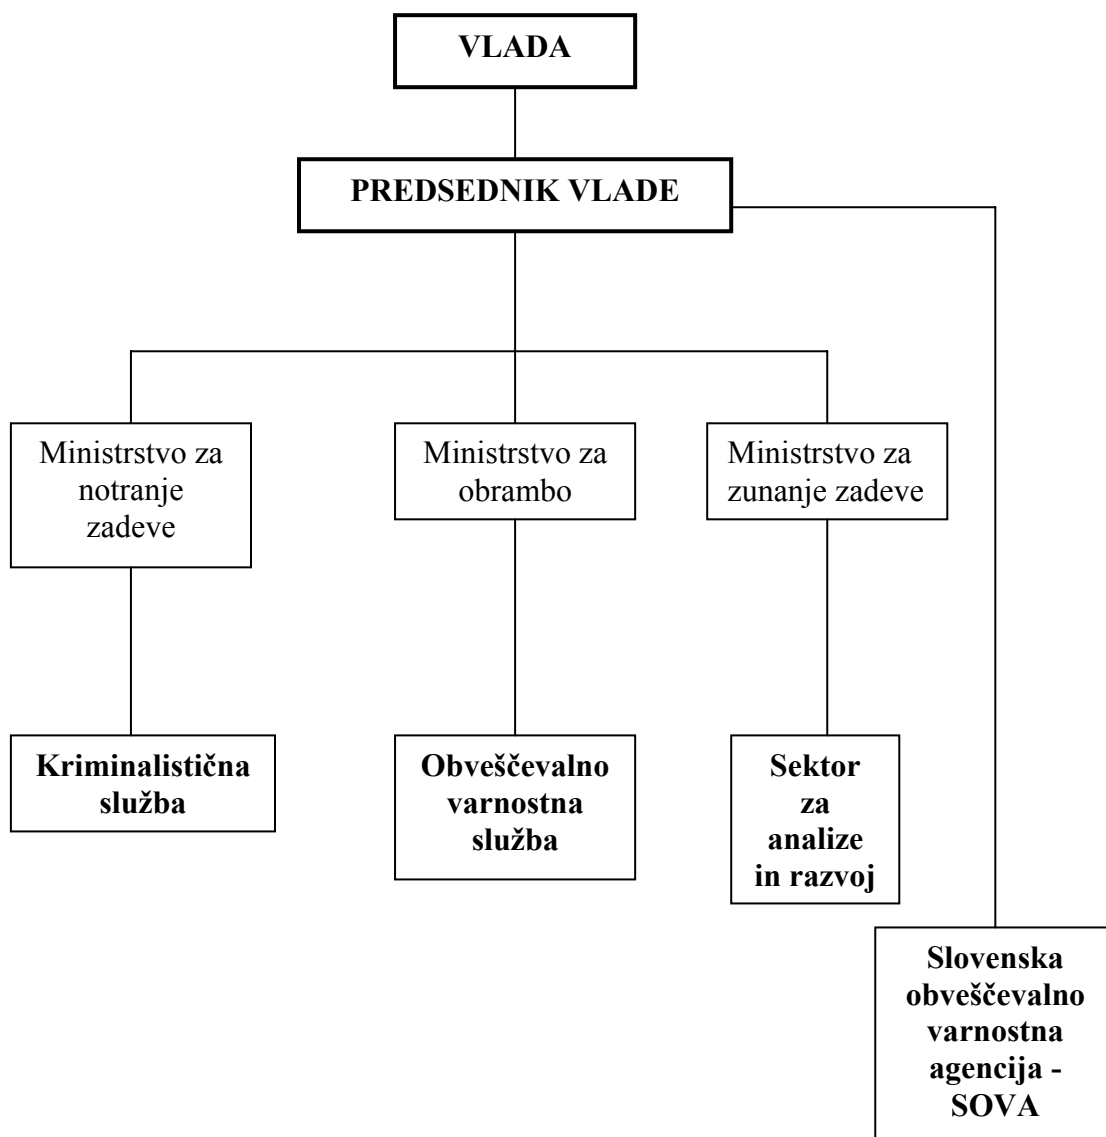 VLADA
PREDSEDNIK VLADE
Ministrstvo za
notranje
zadeve
Ministrstvo za
obrambo
Ministrstvo za
zunanje zadeve
Kriminalistična
služba
Obveščevalno
varnostna
služba
Sektor
za
analize
in razvoj
Slovenska
obveščevalno
varnostna
agencija -
SOVA